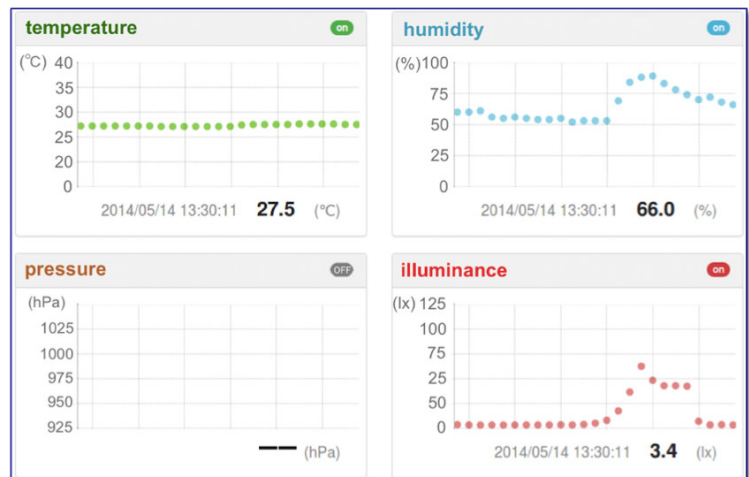 temperature
on
(℃) 40
35
30
25
20
0
2014/05/14 13:30:11 27.5 (℃)
humidity
on
(%)100
75
50
25
0
2014/05/14 13:30:11 66.0 (%)
pressure
OFF
(hPa)
1025
1000
975
950
925
—— (hPa)
illuminance
on
(lx) 125
100
75
25
50
0
2014/05/14 13:30:11 3.4 (lx)